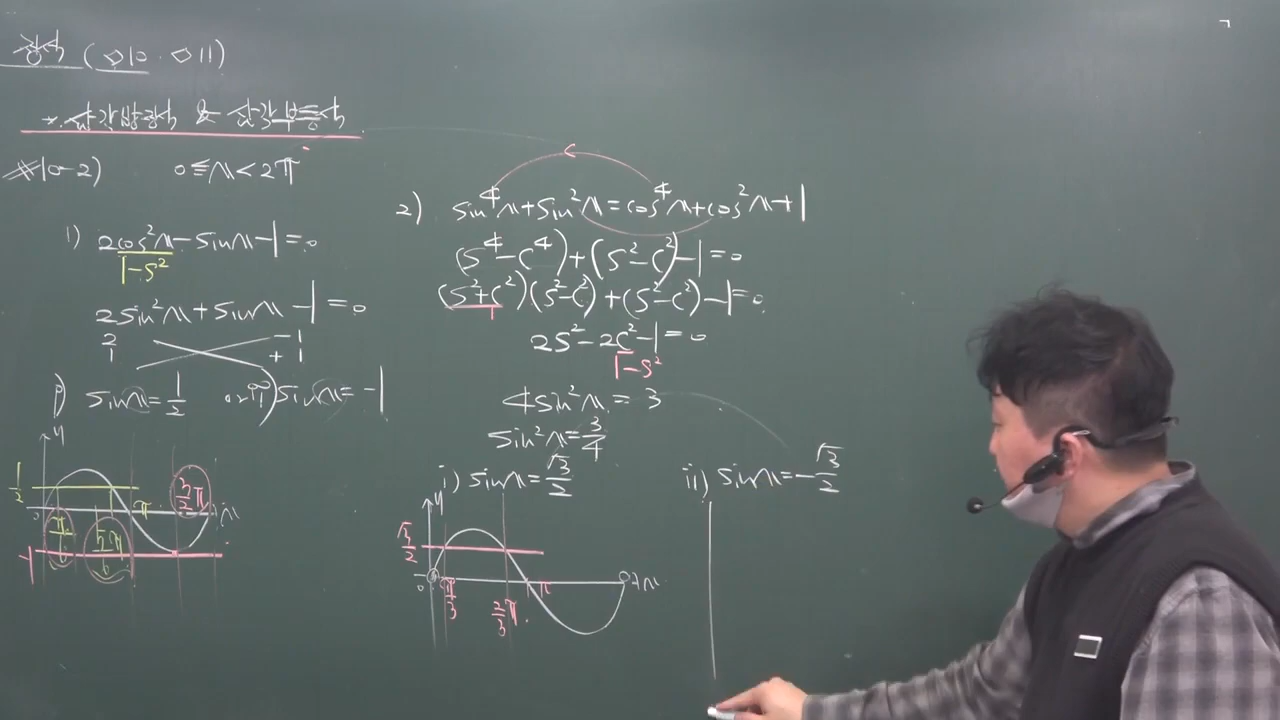 (010. 011)
* 삼각방정식 & 삼각부등식
#10-2) 0≤x<2π
1) 2cos²x-sinx-1=0
1-s²
2sin²x+sinx-1=0
2 -1
1 +1
i) sinx=1/2 or ii) sinx=-1
y
1/2
0 π x
π/6 5/6π 3/2π
-1
2) sin⁴x+sin²x=cos⁴x+cos²x+1
(s⁴-c⁴)+(s²-c²)-1=0
(s²+c²)(s²-c²)+(s²-c²)-1=0
1
2s²-2c²-1=0
1-s²
4sin²x=3
sin²x=3/4
i) sinx=√3/2
y
√3/2
0 π/3 2/3π π 2π x
ii) sinx=-√3/2